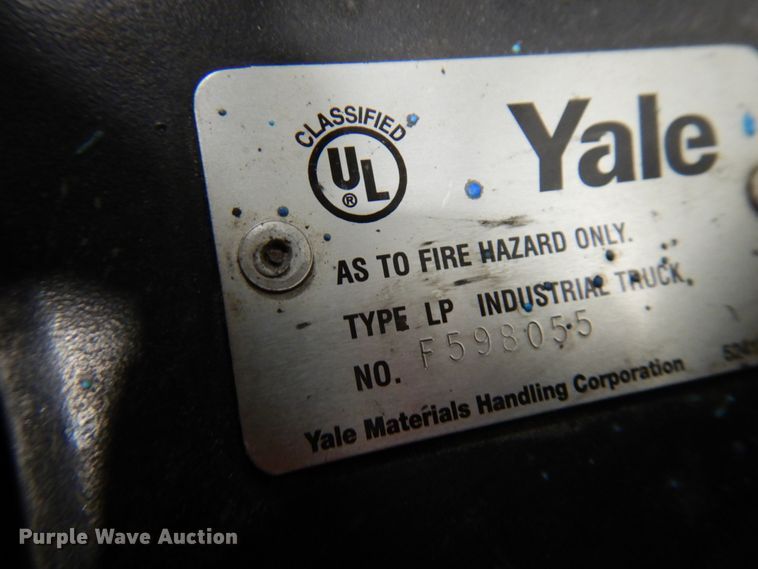 CLASSIFIED
UL
®
Yale
AS TO FIRE HAZARD ONLY.
TYPE LP INDUSTRIAL TRUCK
NO. F598055
Yale Materials Handling Corporation
Purple Wave Auction